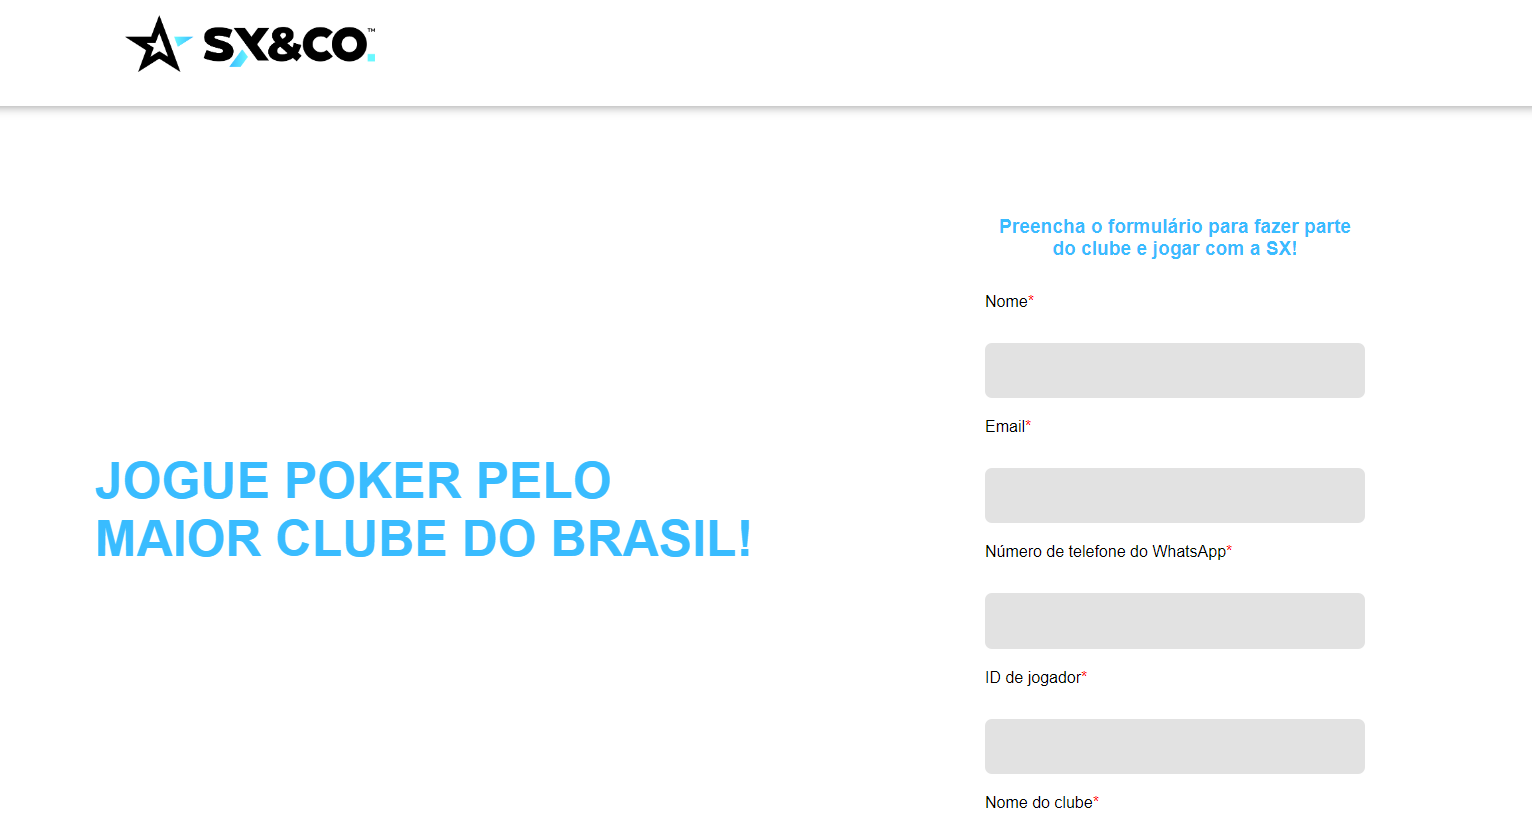 SX&CO.™
Preencha o formulário para fazer parte
do clube e jogar com a SX!
Nome*
Email*
Número de telefone do WhatsApp*
ID de jogador*
Nome do clube*
JOGUE POKER PELO
MAIOR CLUBE DO BRASIL!